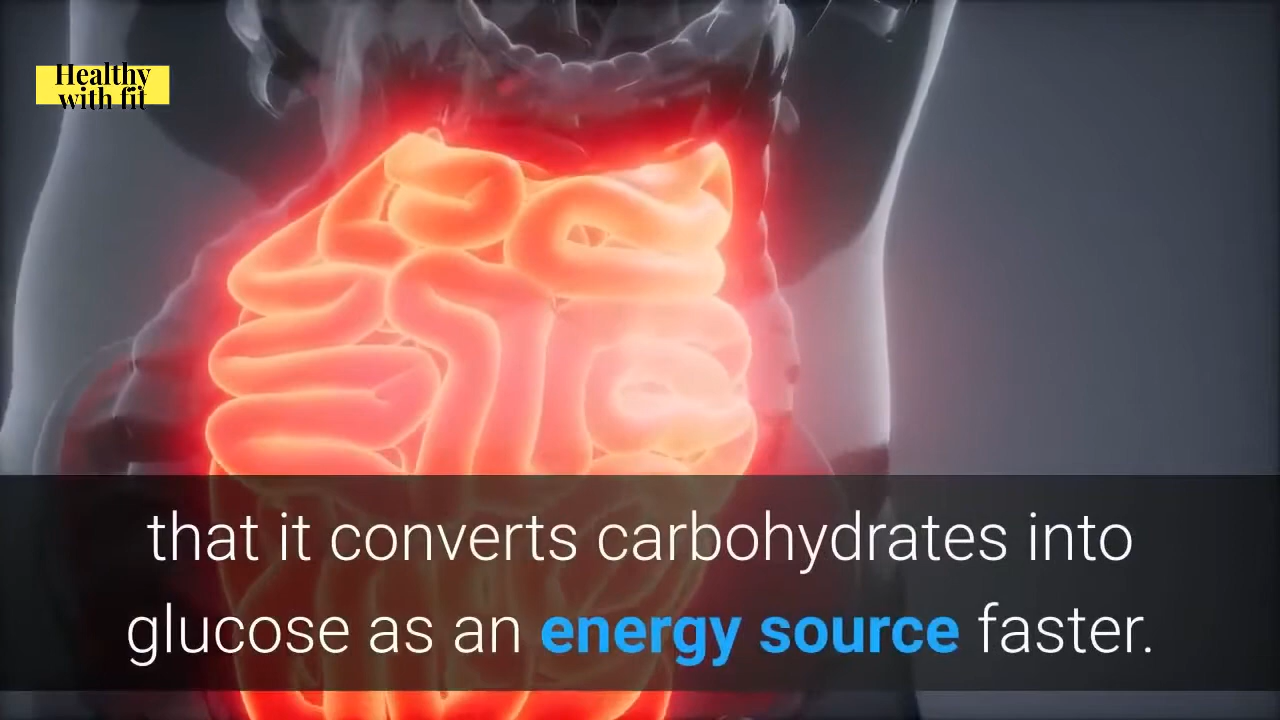 Healthy
with fit
that it converts carbohydrates into
glucose as an energy source faster.